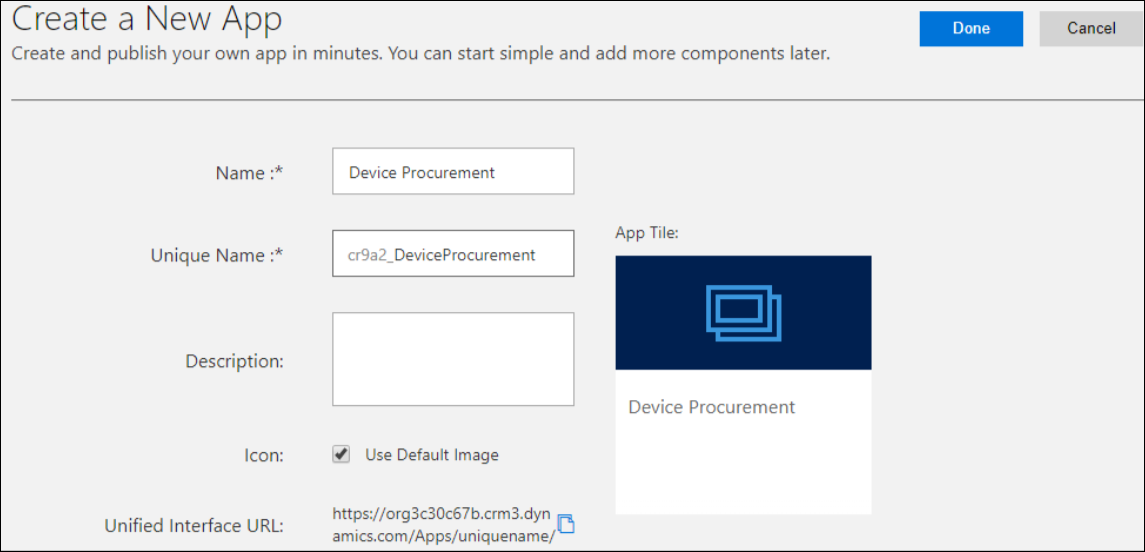 Create a New App
Done
Cancel
Create and publish your own app in minutes. You can start simple and add more components later.
Name :*
Device Procurement
Unique Name :*
cr9a2_DeviceProcurement
App Tile:
Description:
Device Procurement
Icon:
Use Default Image
Unified Interface URL:
https://org3c30c67b.crm3.dyn
amics.com/Apps/uniquename/